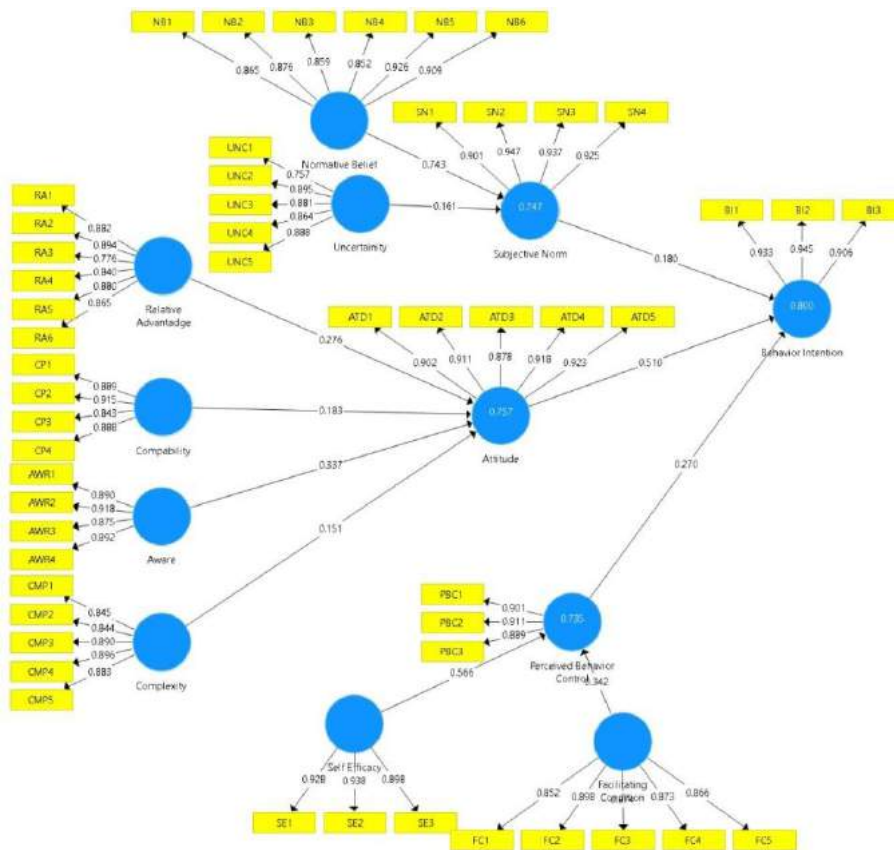 NB1 NB2 NB3 NB4 NB5 NB6
0.865 0.876 0.859 0.852 0.926 0.909
Normative Belief
SN1 SN2 SN3 SN4
0.901 0.947 0.937 0.925
0.743
UNC1
UNC2
UNC3
UNC4
UNC5
0.757
0.895
0.881
0.864
0.888
Uncertainity
0.161
0.747
Subjective Norm
0.180
BI1 BI2 BI3
0.933 0.945 0.906
0.800
Behavior Intention
RA1
RA2
RA3
RA4
RA5
RA6
0.882
0.894
0.776
0.840
0.880
0.865
Relative
Advantadge
0.276
ATD1 ATD2 ATD3 ATD4 ATD5
0.902 0.911 0.878 0.918 0.923
0.757
Attitude
0.510
CP1
CP2
CP3
CP4
0.889
0.915
0.843
0.888
Compability
0.183
AWR1
AWR2
AWR3
AWR4
0.890
0.918
0.875
0.892
Aware
0.337
CMP1
CMP2
CMP3
CMP4
CMP5
0.845
0.844
0.890
0.896
0.883
Complexity
0.151
0.270
PBC1
PBC2
PBC3
0.901
0.911
0.889
0.735
Perceived Behavior
Control
0.566
0.342
Self Efficacy
0.928 0.938 0.898
SE1 SE2 SE3
Facilitating
Condition
0.852 0.898 0.873 0.866
FC1 FC2 FC3 FC4 FC5